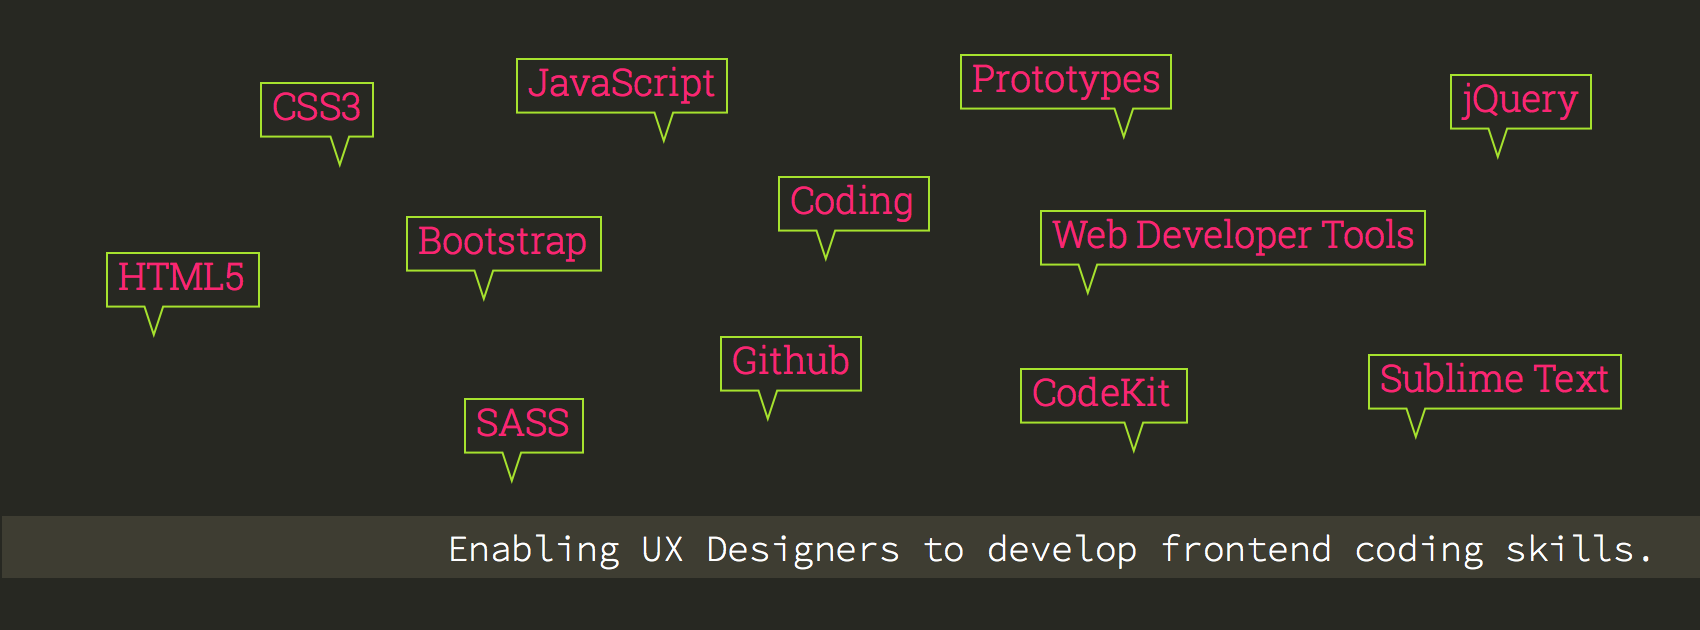 CSS3
JavaScript
Prototypes
jQuery
HTML5
Bootstrap
Coding
Web Developer Tools
SASS
Github
CodeKit
Sublime Text
Enabling UX Designers to develop frontend coding skills.